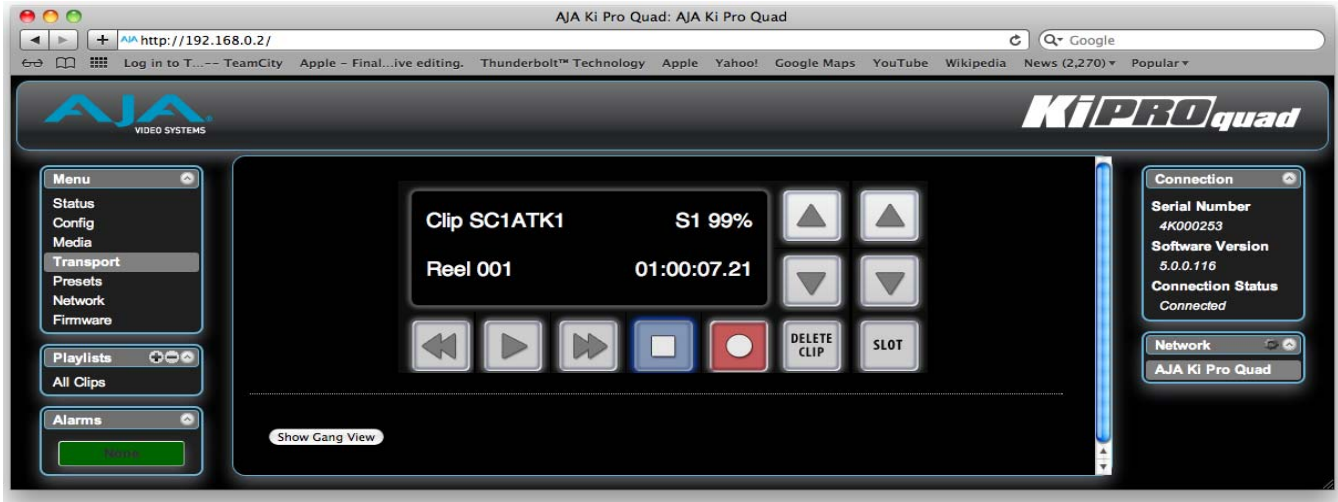 AJA Ki Pro Quad: AJA Ki Pro Quad
AJA http://192.168.0.2/
Google
Log in to T...-- TeamCity Apple - Final...ive editing. Thunderbolt™ Technology Apple Yahoo! Google Maps YouTube Wikipedia News (2,270) Popular
AJA
VIDEO SYSTEMS
KiPROquad
Menu
Status
Config
Media
Transport
Presets
Network
Firmware
Playlists
All Clips
Alarms
None
Clip SC1ATK1 S1 99%
Reel 001 01:00:07.21
DELETE
CLIP
SLOT
Show Gang View
Connection
Serial Number
4K000253
Software Version
5.0.0.116
Connection Status
Connected
Network
AJA Ki Pro Quad